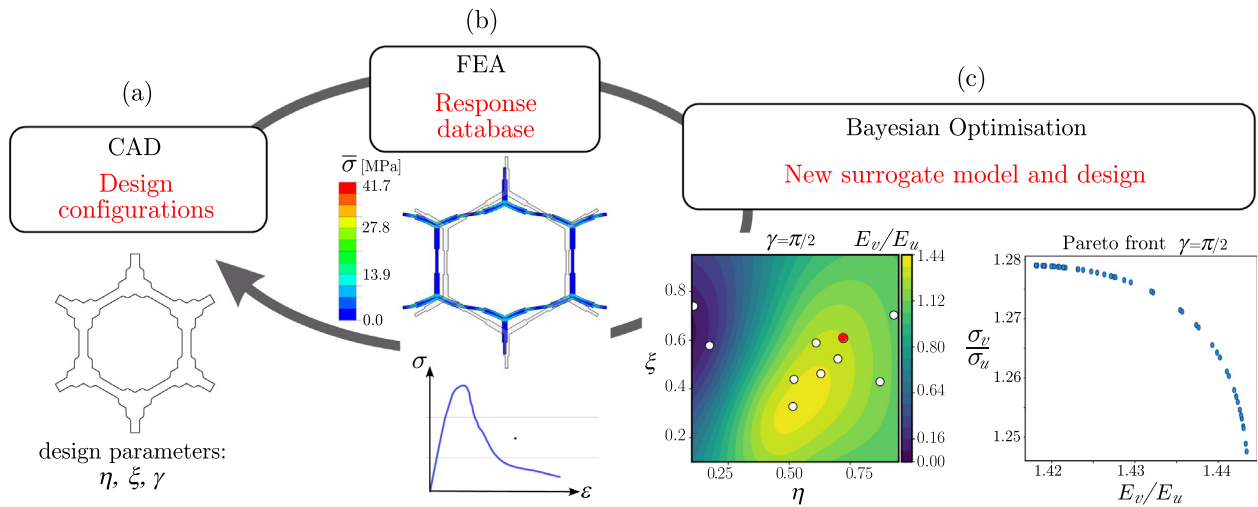 (a)
CAD
Design
configurations
design parameters:
η, ξ, γ
(b)
FEA
Response
database
σ̅ [MPa]
41.7
27.8
13.9
0.0
σ
ε
(c)
Bayesian Optimisation
New surrogate model and design
γ=π/2 E_v/E_u
1.44
1.12
0.80
0.64
0.32
0.16
0.00
0.8
0.6
0.4
0.2
ξ
0.25 0.50 0.75
η
Pareto front γ=π/2
1.28
1.27
1.26
1.25
σ_v
σ_u
1.42 1.43 1.44
E_v/E_u